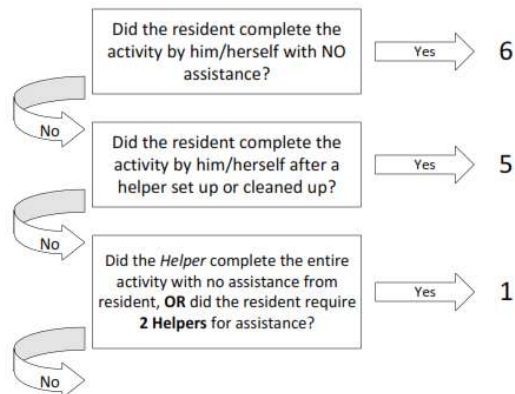 Did the resident complete the
activity by him/herself with NO
assistance?
Yes
6
No
Did the resident complete the
activity by him/herself after a
helper set up or cleaned up?
Yes
5
No
Did the Helper complete the entire
activity with no assistance from
resident, OR did the resident require
2 Helpers for assistance?
Yes
1
No